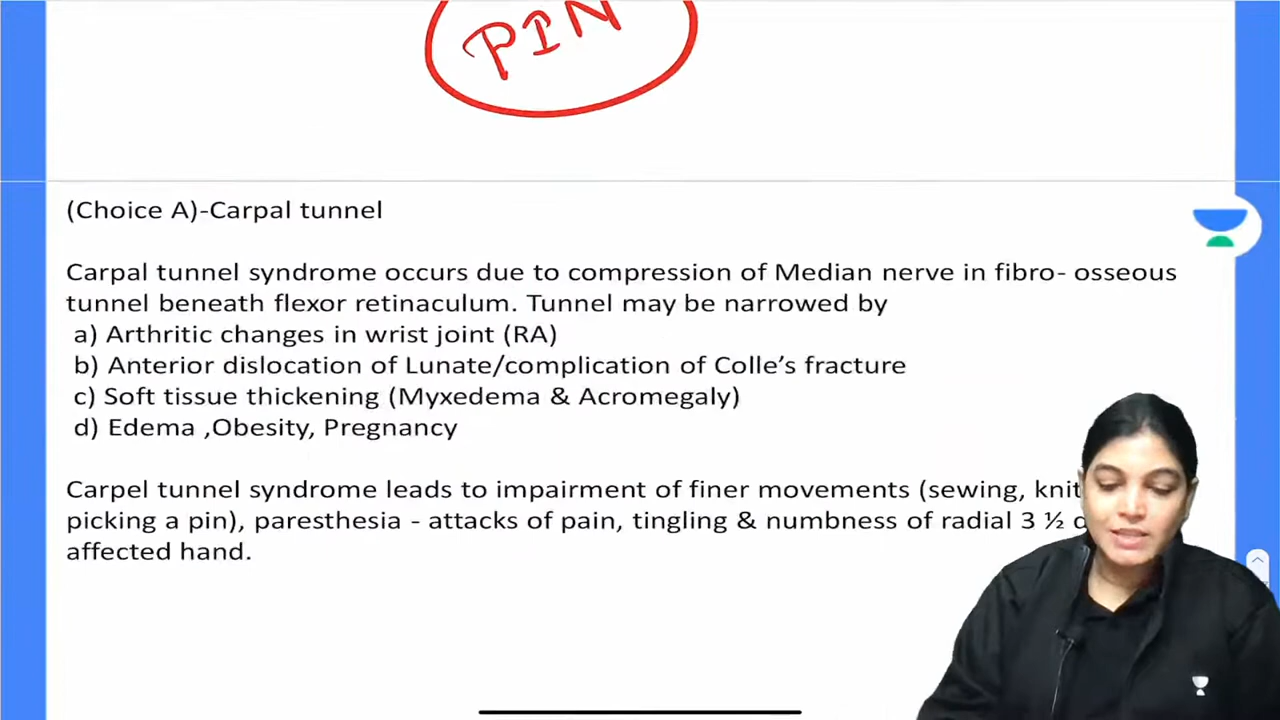 PIN
(Choice A)-Carpal tunnel
Carpal tunnel syndrome occurs due to compression of Median nerve in fibro- osseous
tunnel beneath flexor retinaculum. Tunnel may be narrowed by
a) Arthritic changes in wrist joint (RA)
b) Anterior dislocation of Lunate/complication of Colle’s fracture
c) Soft tissue thickening (Myxedema & Acromegaly)
d) Edema ,Obesity, Pregnancy
Carpel tunnel syndrome leads to impairment of finer movements (sewing,
picking a pin), paresthesia - attacks of pain, tingling & numbness of radial 3 ½
affected hand.